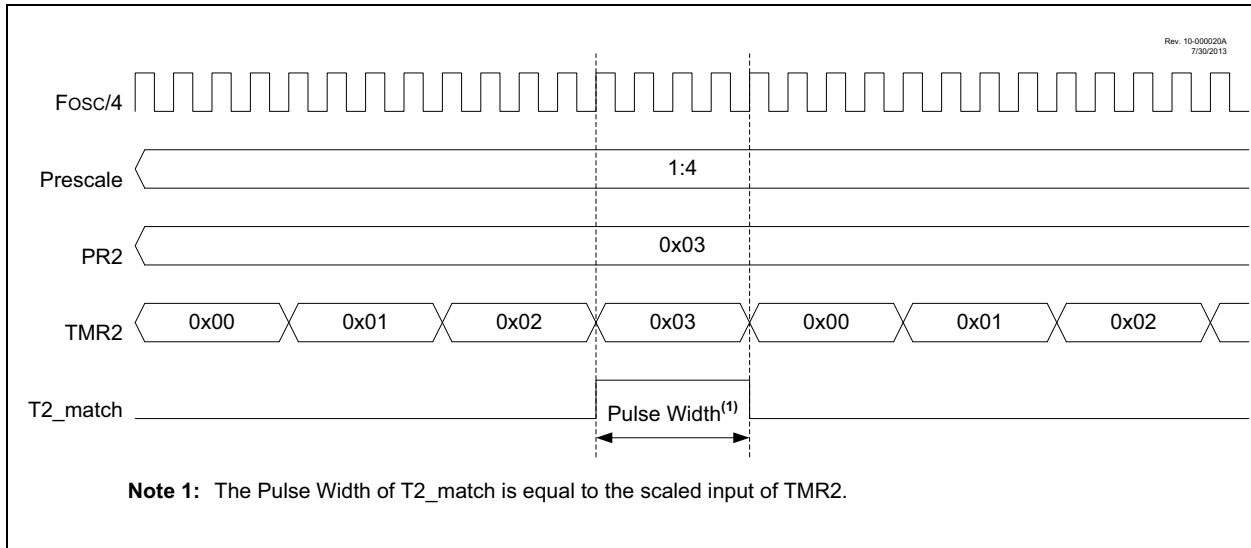 Rev. 10-000020A
7/30/2013
FOSC/4
Prescale
1:4
PR2
0x03
TMR2
0x00 0x01 0x02 0x03 0x00 0x01 0x02
T2_match
Pulse Width(1)
Note 1: The Pulse Width of T2_match is equal to the scaled input of TMR2.